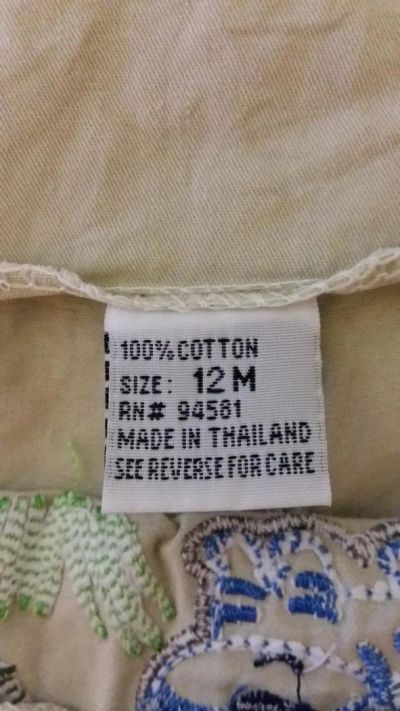 100% COTTON
SIZE: 12M
RN# 94581
MADE IN THAILAND
SEE REVERSE FOR CARE